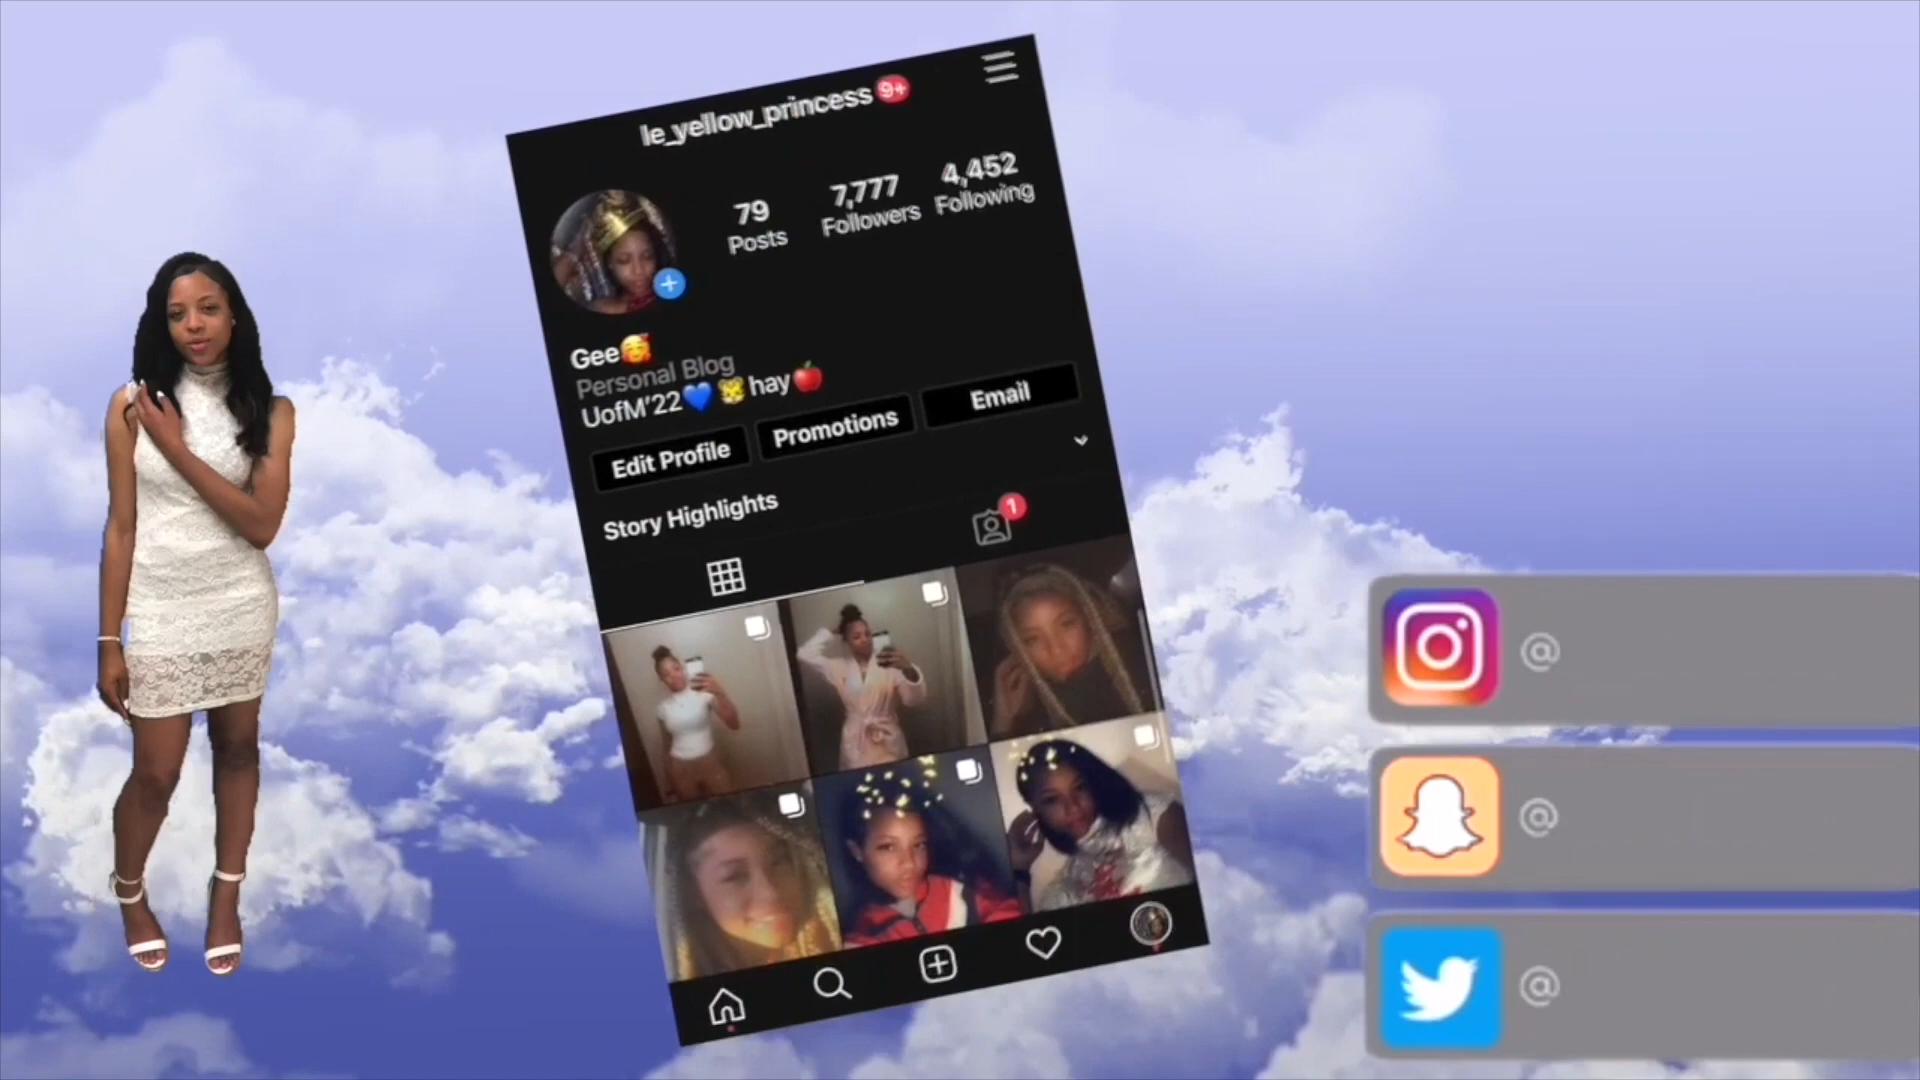 le_yellow_princess 9+
79 7,777 4,452
Posts Followers Following
Gee🥰
Personal Blog
UofM'22💙🐯hay🍎
Edit Profile Promotions Email
Story Highlights
1
@
@
@